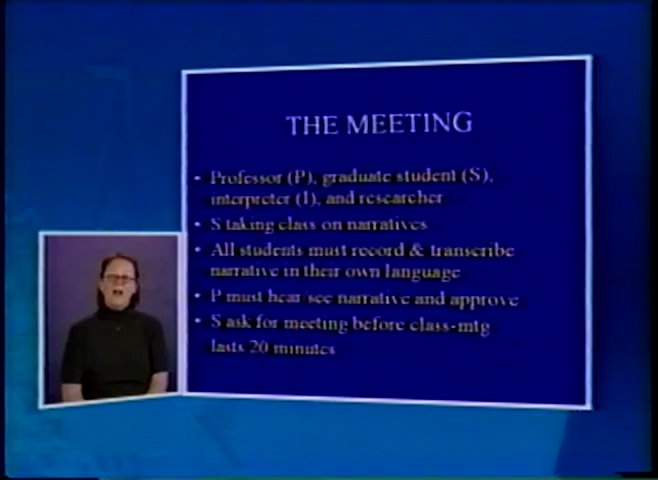 THE MEETING
• Professor (P), graduate student (S),
interpreter (I), and researcher
• S taking class on narratives
• All students must record & transcribe
narrative in their own language
• P must hear/see narrative and approve
• S ask for meeting before class-mtg
lasts 20 minutes